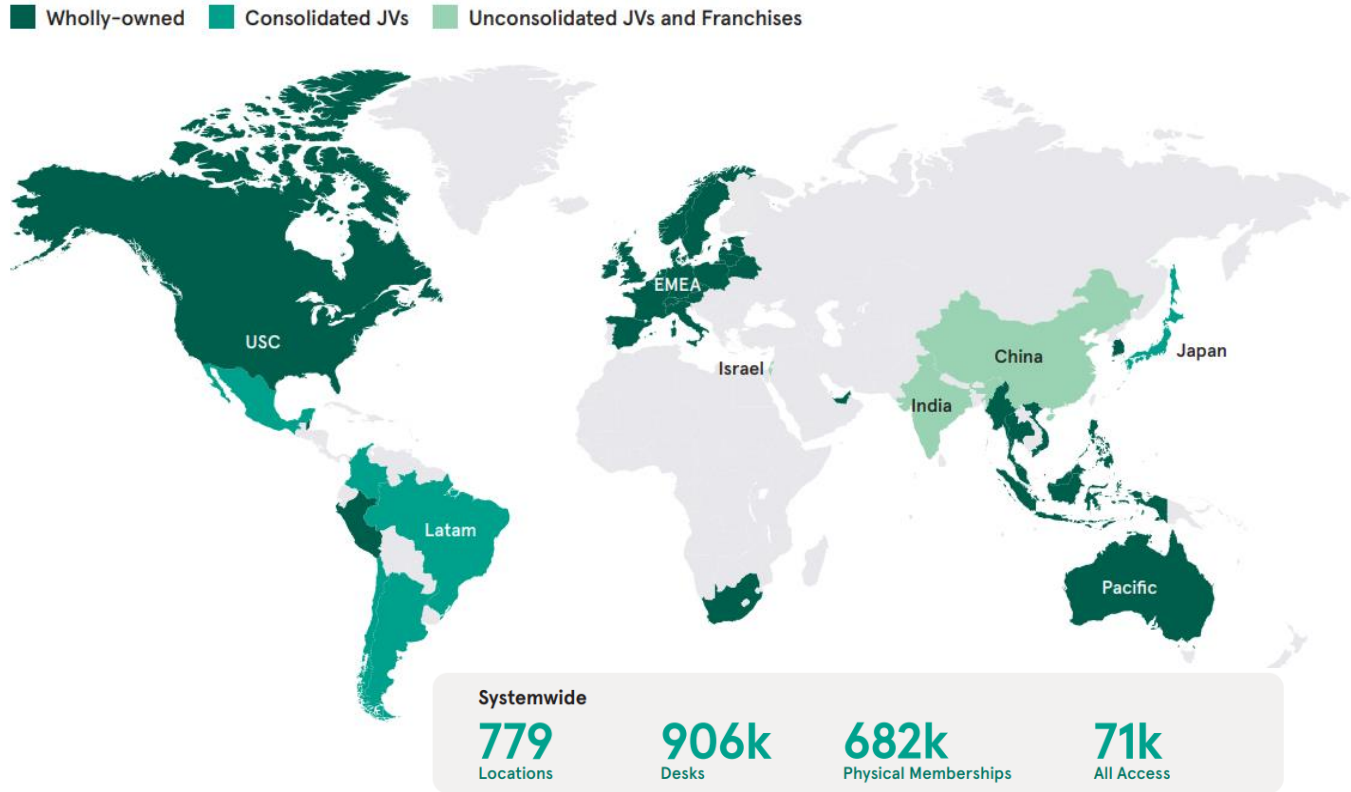 Wholly-owned Consolidated JVs Unconsolidated JVs and Franchises
EMEA
USC
Israel
China
Japan
India
Latam
Pacific
Systemwide
779 906k 682k 71k
Locations Desks Physical Memberships All Access